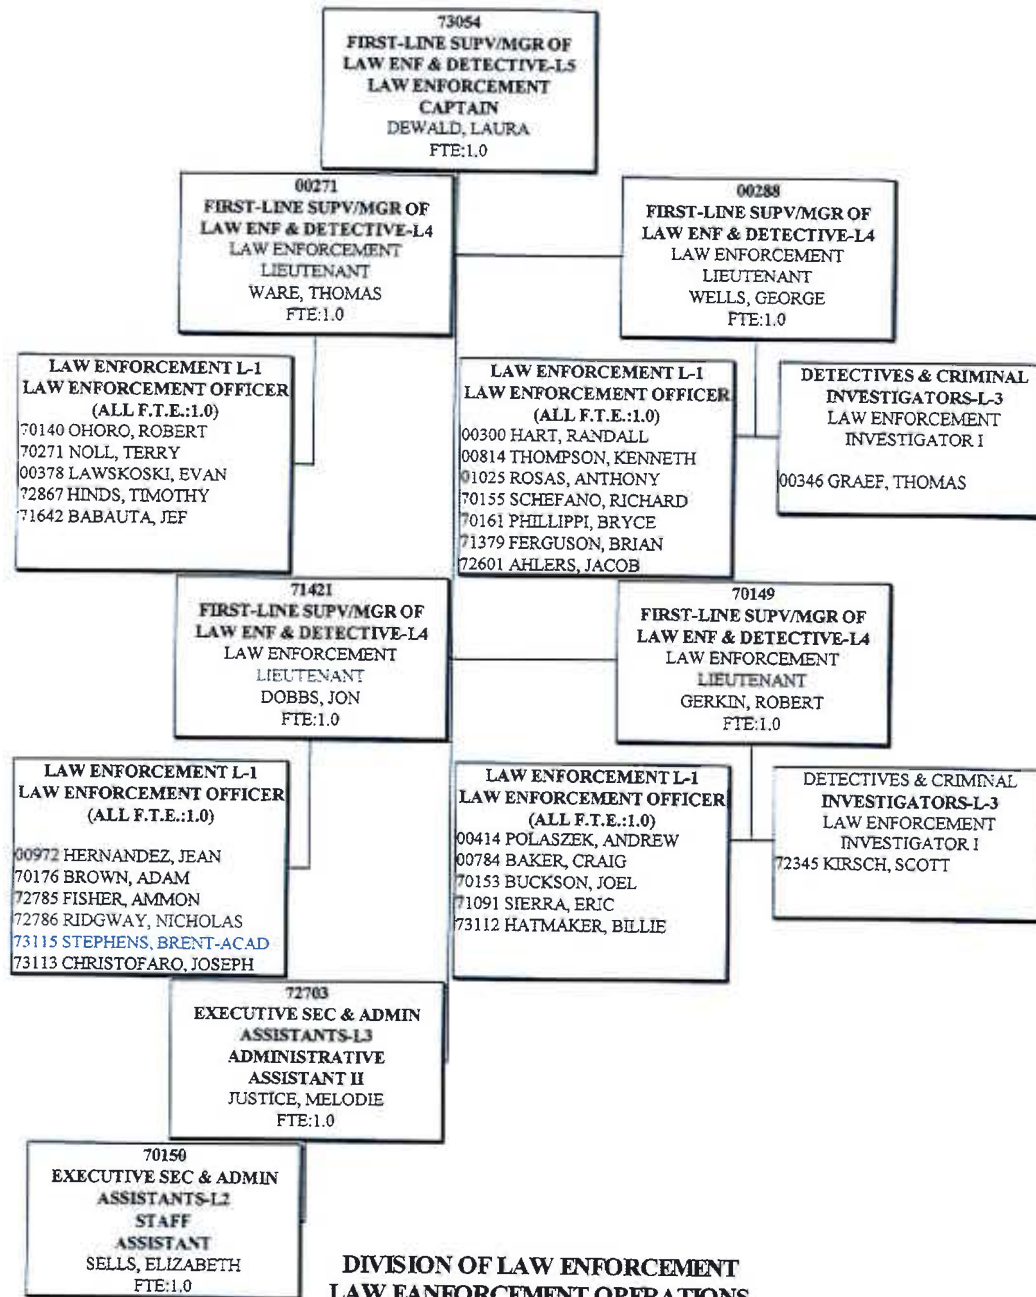 73054
FIRST-LINE SUPV/MGR OF
LAW ENF & DETECTIVE-L5
LAW ENFORCEMENT
CAPTAIN
DEWALD, LAURA
FTE:1.0
00271
FIRST-LINE SUPV/MGR OF
LAW ENF & DETECTIVE-L4
LAW ENFORCEMENT
LIEUTENANT
WARE, THOMAS
FTE:1.0
00288
FIRST-LINE SUPV/MGR OF
LAW ENF & DETECTIVE-L4
LAW ENFORCEMENT
LIEUTENANT
WELLS, GEORGE
FTE:1.0
LAW ENFORCEMENT L-1
LAW ENFORCEMENT OFFICER
(ALL F.T.E.:1.0)
70140 OHORO, ROBERT
70271 NOLL, TERRY
00378 LAWSKOSKI, EVAN
72867 HINDS, TIMOTHY
71642 BABAUTA, JEF
LAW ENFORCEMENT L-1
LAW ENFORCEMENT OFFICER
(ALL F.T.E.:1.0)
00300 HART, RANDALL
00814 THOMPSON, KENNETH
01025 ROSAS, ANTHONY
70155 SCHEFANO, RICHARD
70161 PHILLIPPI, BRYCE
71379 FERGUSON, BRIAN
72601 AHLERS, JACOB
DETECTIVES & CRIMINAL
INVESTIGATORS-L-3
LAW ENFORCEMENT
INVESTIGATOR I
00346 GRAEF, THOMAS
71421
FIRST-LINE SUPV/MGR OF
LAW ENF & DETECTIVE-L4
LAW ENFORCEMENT
LIEUTENANT
DOBBS, JON
FTE:1.0
70149
FIRST-LINE SUPV/MGR OF
LAW ENF & DETECTIVE-L4
LAW ENFORCEMENT
LIEUTENANT
GERKIN, ROBERT
FTE:1.0
LAW ENFORCEMENT L-1
LAW ENFORCEMENT OFFICER
(ALL F.T.E.:1.0)
00972 HERNANDEZ, JEAN
70176 BROWN, ADAM
72785 FISHER, AMMON
72786 RIDGWAY, NICHOLAS
73115 STEPHENS, BRENT-ACAD
73113 CHRISTOFARO, JOSEPH
LAW ENFORCEMENT L-1
LAW ENFORCEMENT OFFICER
(ALL F.T.E.:1.0)
00414 POLASZEK, ANDREW
00784 BAKER, CRAIG
70153 BUCKSON, JOEL
71091 SIERRA, ERIC
73112 HATMAKER, BILLIE
DETECTIVES & CRIMINAL
INVESTIGATORS-L-3
LAW ENFORCEMENT
INVESTIGATOR I
72345 KIRSCH, SCOTT
72703
EXECUTIVE SEC & ADMIN
ASSISTANTS-L3
ADMINISTRATIVE
ASSISTANT II
JUSTICE, MELODIE
FTE:1.0
70150
EXECUTIVE SEC & ADMIN
ASSISTANTS-L2
STAFF
ASSISTANT
SELLS, ELIZABETH
FTE:1.0
DIVISION OF LAW ENFORCEMENT
LAW EANFORCEMENT OPERATIONS